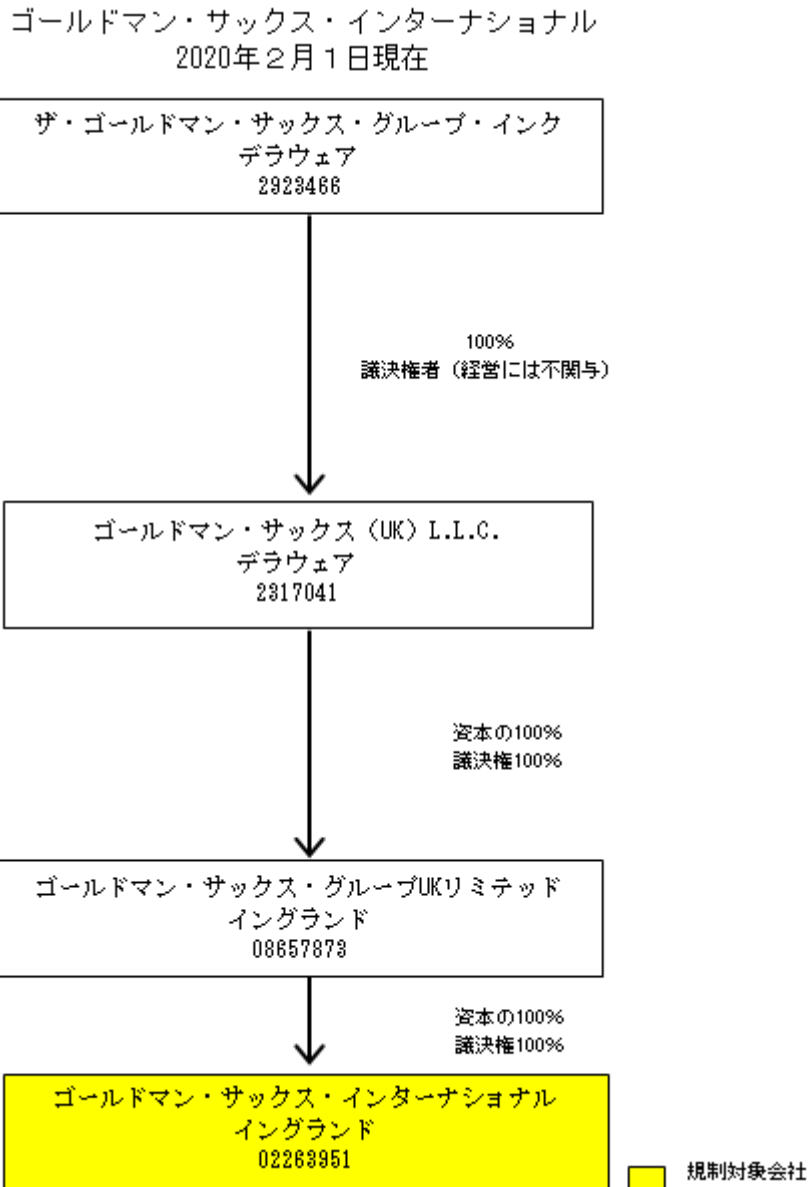 ゴールドマン・サックス・インターナショナル
2020年２月１日現在
ザ・ゴールドマン・サックス・グループ・インク
デラウェア
2923466
100%
議決権者（経営には不関与）
ゴールドマン・サックス（UK）L.L.C.
デラウェア
2317041
資本の100%
議決権100%
ゴールドマン・サックス・グループUKリミテッド
イングランド
08657873
資本の100%
議決権100%
ゴールドマン・サックス・インターナショナル
イングランド
02263951
規制対象会社